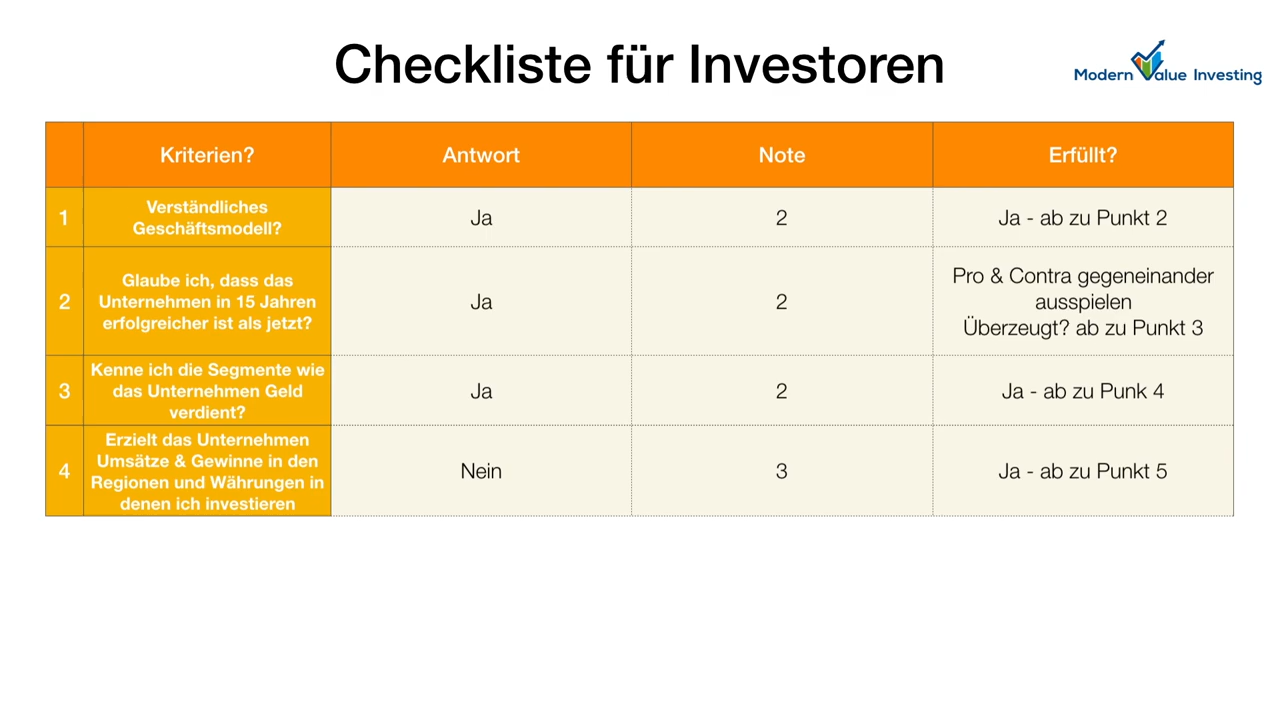 Checkliste für Investoren
Modern Value Investing
Kriterien?
Antwort
Note
Erfüllt?
1
Verständliches
Geschäftsmodell?
Ja
2
Ja - ab zu Punkt 2
2
Glaube ich, dass das
Unternehmen in 15 Jahren
erfolgreicher ist als jetzt?
Ja
2
Pro & Contra gegeneinander
ausspielen
Überzeugt? ab zu Punkt 3
3
Kenne ich die Segmente wie
das Unternehmen Geld
verdient?
Ja
2
Ja - ab zu Punk 4
4
Erzielt das Unternehmen
Umsätze & Gewinne in den
Regionen und Währungen in
denen ich investieren
Nein
3
Ja - ab zu Punkt 5